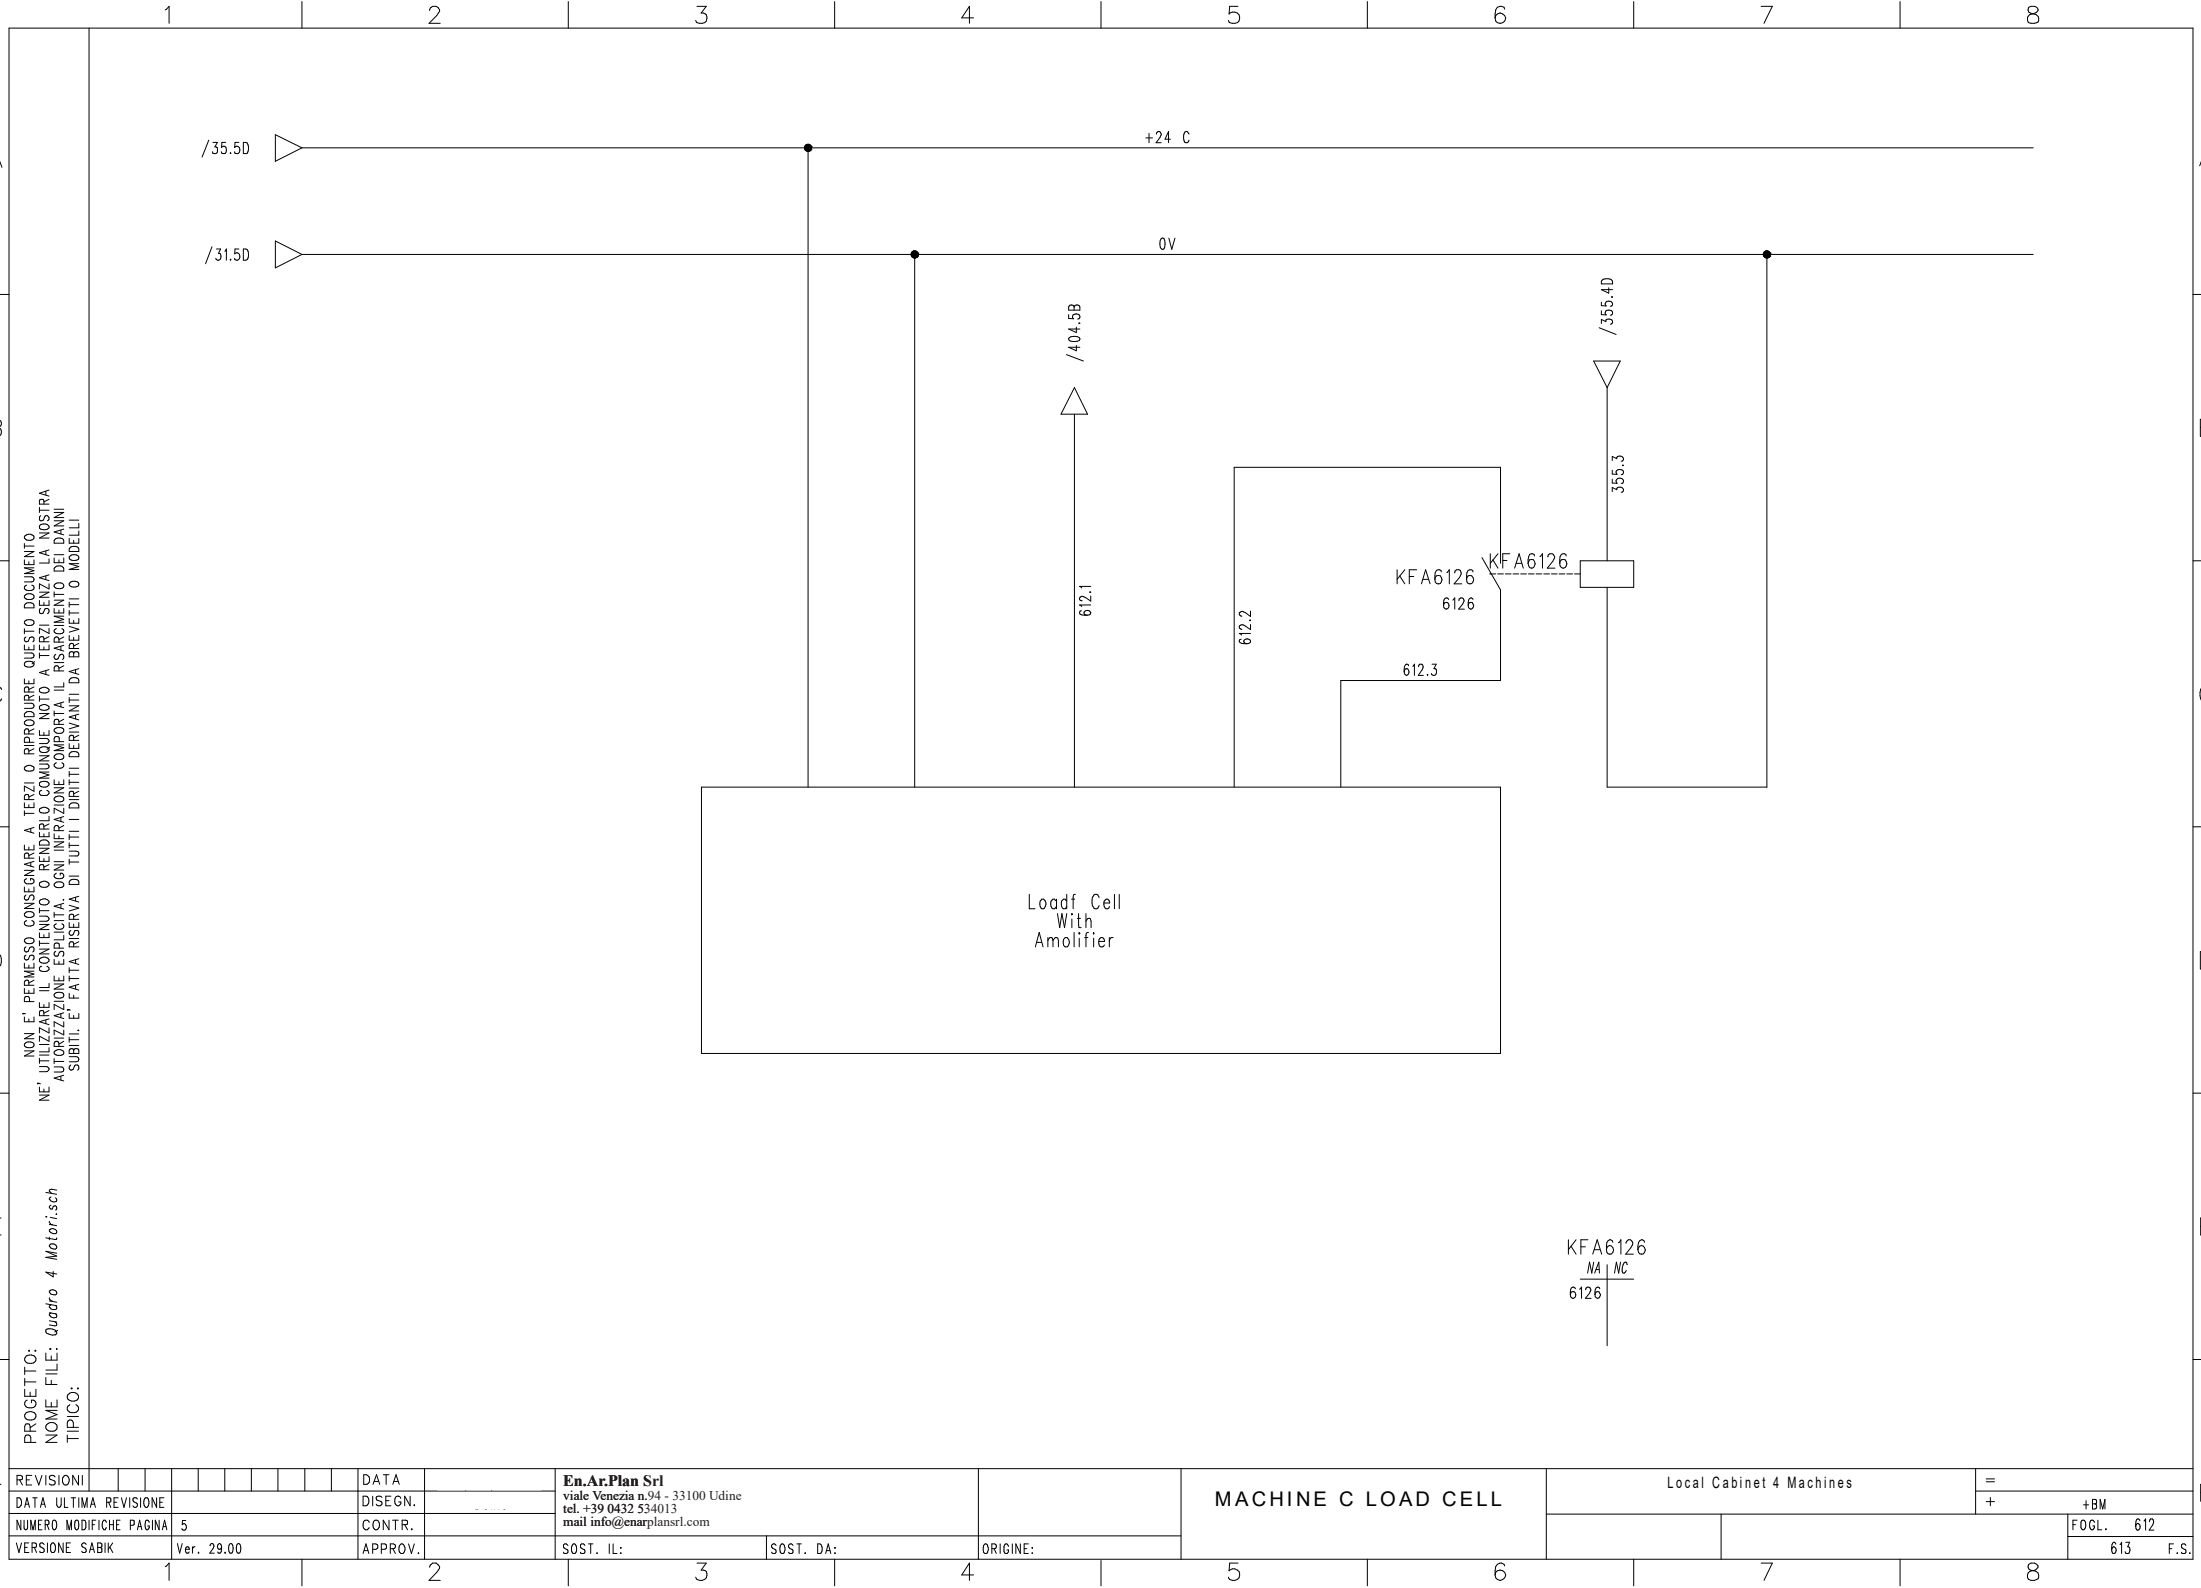 1 2 3 4 5 6 7 8
/35.5D
+24 C
/31.5D
0V
/404.5B
/355.4D
355.3
KFA6126
KFA6126
6126
612.1
612.2
612.3
Loadf Cell
With
Amolifier
KFA6126
NA NC
6126
NON E' PERMESSO CONSEGNARE A TERZI O RIPRODURRE QUESTO DOCUMENTO
NE' UTILIZZARE IL CONTENUTO O RENDERLO COMUNQUE NOTO A TERZI SENZA LA NOSTRA
AUTORIZZAZIONE ESPLICITA. OGNI INFRAZIONE COMPORTA IL RISARCIMENTO DEI DANNI
SUBITI. E' FATTA RISERVA DI TUTTI I DIRITTI DERIVANTI DA BREVETTI O MODELLI
PROGETTO:
NOME FILE: Quadro 4 Motori.sch
TIPICO:
REVISIONI
DATA ULTIMA REVISIONE
NUMERO MODIFICHE PAGINA 5
VERSIONE SABIK Ver. 29.00
DATA
DISEGN.
CONTR.
APPROV.
En.Ar.Plan Srl
viale Venezia n.94 - 33100 Udine
tel. +39 0432 534013
mail info@enarplansrl.com
SOST. IL: SOST. DA: ORIGINE:
MACHINE C LOAD CELL
Local Cabinet 4 Machines
=
+ +BM
FOGL. 612
613 F.S.
1 2 3 4 5 6 7 8